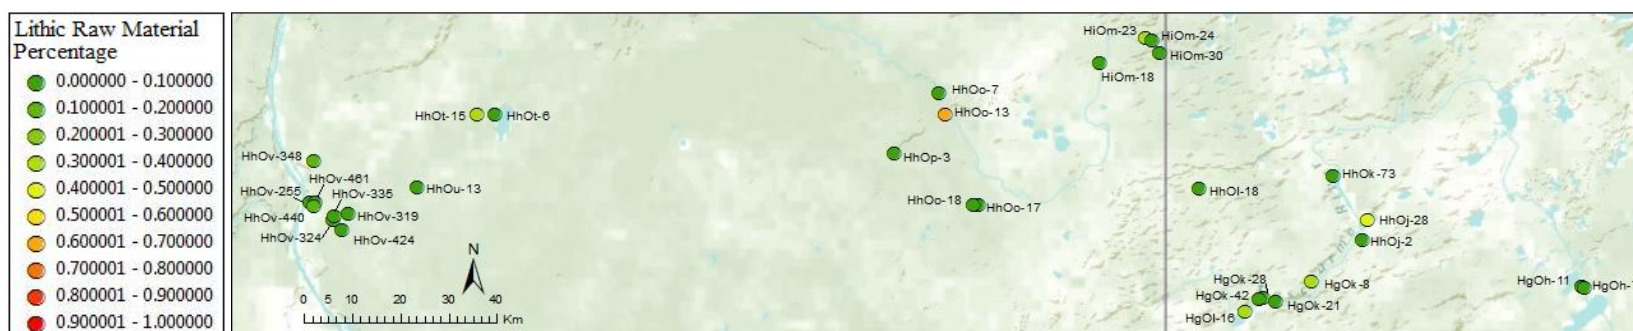 Lithic Raw Material
Percentage
0.000000 - 0.100000
0.100001 - 0.200000
0.200001 - 0.300000
0.300001 - 0.400000
0.400001 - 0.500000
0.500001 - 0.600000
0.600001 - 0.700000
0.700001 - 0.800000
0.800001 - 0.900000
0.900001 - 1.000000
HhOt-15
HhOt-6
HhOv-348
HhOv-461
HhOv-255
HhOv-335
HhOu-13
HhOv-440
HhOv-319
HhOv-324
HhOv-424
N
0 5 10 20 30 40
Km
HiOm-23
HiOm-24
HiOm-30
HiOm-18
HhOo-7
HhOo-13
HhOp-3
HhOo-18
HhOo-17
HhOl-18
HhOk-73
HhOj-28
HhOj-2
HgOk-28
HgOk-8
HgOk-42
HgOk-21
HgOl-16
HgOh-11